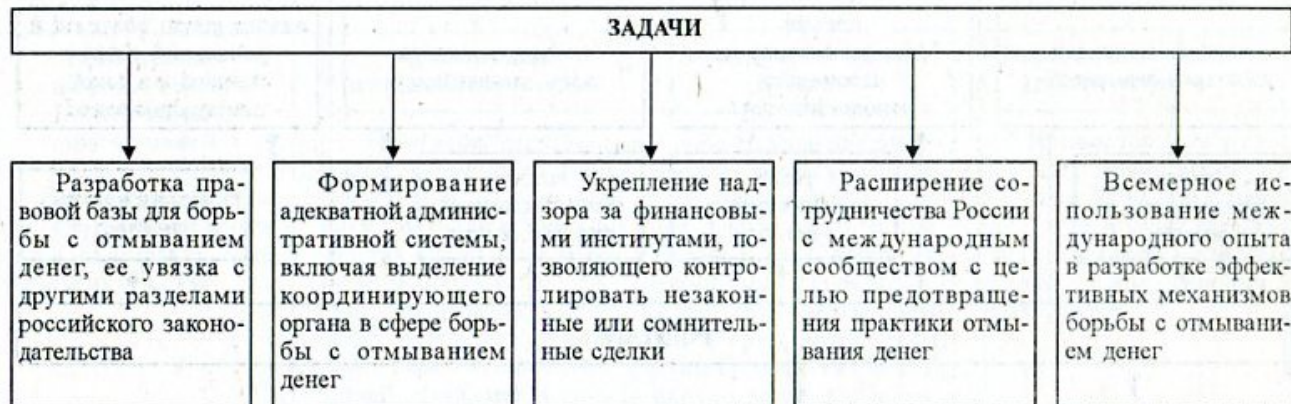 ЗАДАЧИ
Разработка пра-
вовой базы для борь-
бы с отмыванием
денег, ее увязка с
другими разделами
российского законо-
дательства
Формирование
адекватной админис-
тративной системы,
включая выделение
координирующего
органа в сфере борь-
бы с отмыванием
денег
Укрепление над-
зора за финансовы-
ми институтами, по-
зволяющего контро-
лировать незакон-
ные или сомнитель-
ные сделки
Расширение со-
трудничества России
с международным
сообществом с це-
лью предотвраще-
ния практики отмы-
вания денег
Всемерное ис-
пользование меж-
дународного опыта
в разработке эффек-
тивных механизмов
борьбы с отмывани-
ем денег